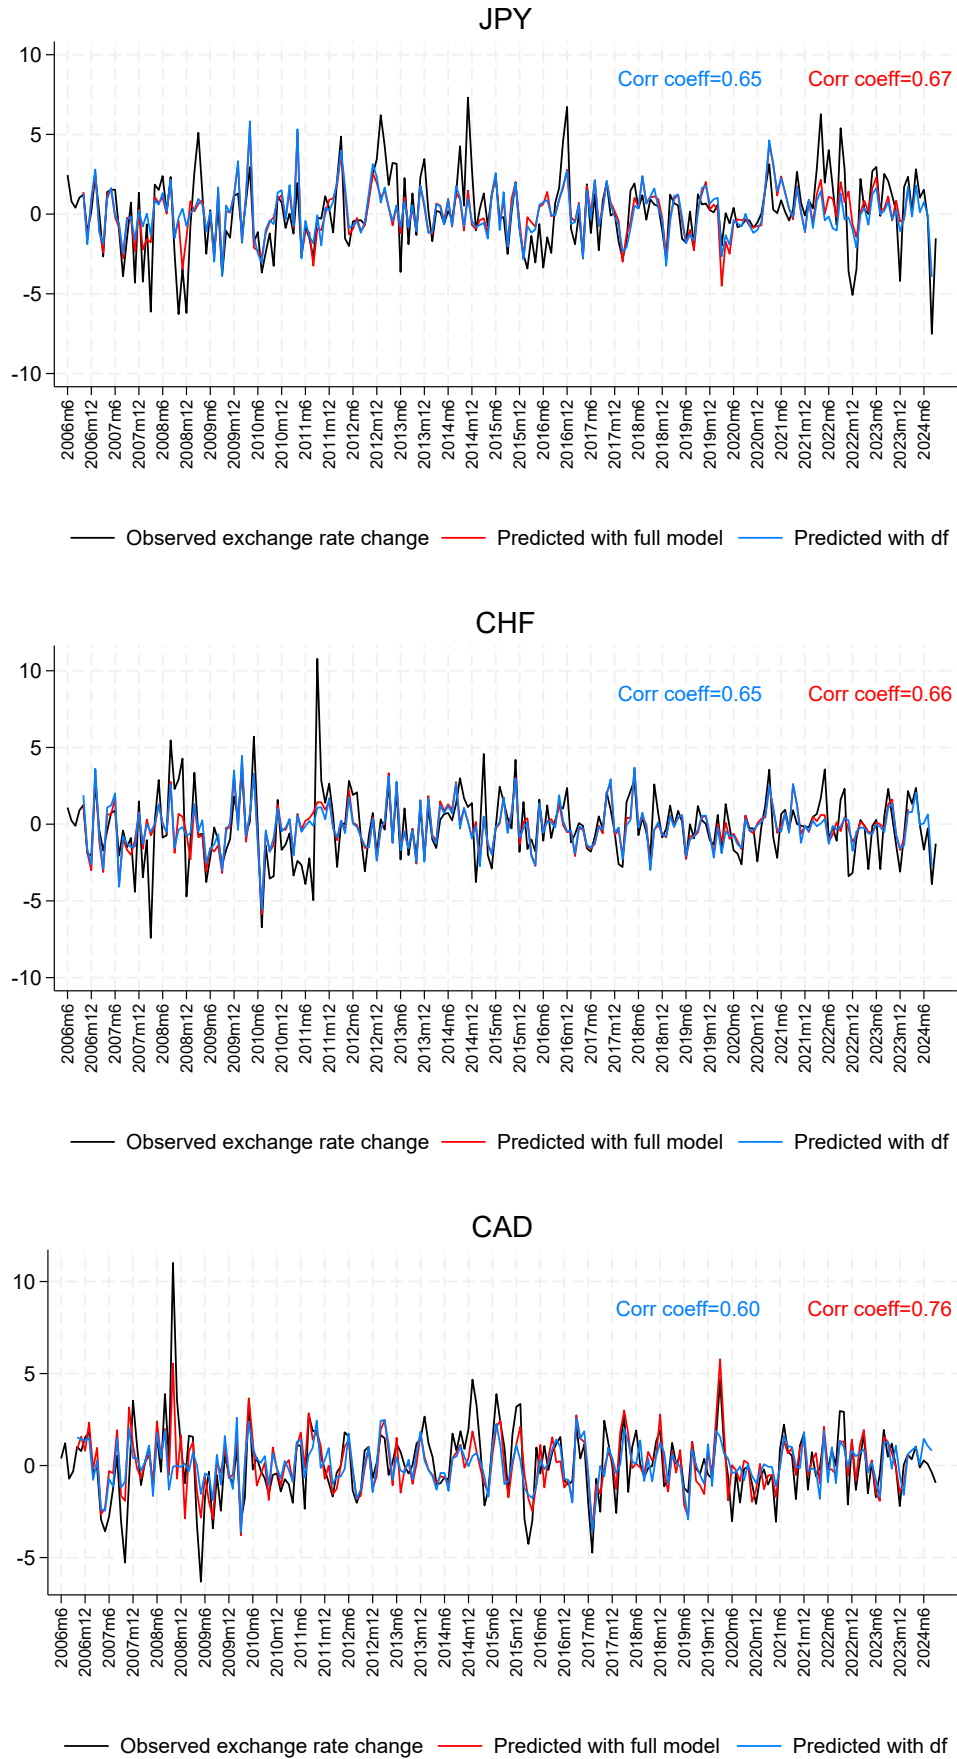 JPY
10
5
0
-5
-10
Corr coeff=0.65 Corr coeff=0.67
2006m6 2006m12 2007m6 2007m12 2008m6 2008m12 2009m6 2009m12 2010m6 2010m12 2011m6 2011m12 2012m6 2012m12 2013m6 2013m12 2014m6 2014m12 2015m6 2015m12 2016m6 2016m12 2017m6 2017m12 2018m6 2018m12 2019m6 2019m12 2020m6 2020m12 2021m6 2021m12 2022m6 2022m12 2023m6 2023m12 2024m6
Observed exchange rate change Predicted with full model Predicted with df
CHF
10
5
0
-5
-10
Corr coeff=0.65 Corr coeff=0.66
2006m6 2006m12 2007m6 2007m12 2008m6 2008m12 2009m6 2009m12 2010m6 2010m12 2011m6 2011m12 2012m6 2012m12 2013m6 2013m12 2014m6 2014m12 2015m6 2015m12 2016m6 2016m12 2017m6 2017m12 2018m6 2018m12 2019m6 2019m12 2020m6 2020m12 2021m6 2021m12 2022m6 2022m12 2023m6 2023m12 2024m6
Observed exchange rate change Predicted with full model Predicted with df
CAD
10
5
0
-5
Corr coeff=0.60 Corr coeff=0.76
2006m6 2006m12 2007m6 2007m12 2008m6 2008m12 2009m6 2009m12 2010m6 2010m12 2011m6 2011m12 2012m6 2012m12 2013m6 2013m12 2014m6 2014m12 2015m6 2015m12 2016m6 2016m12 2017m6 2017m12 2018m6 2018m12 2019m6 2019m12 2020m6 2020m12 2021m6 2021m12 2022m6 2022m12 2023m6 2023m12 2024m6
Observed exchange rate change Predicted with full model Predicted with df